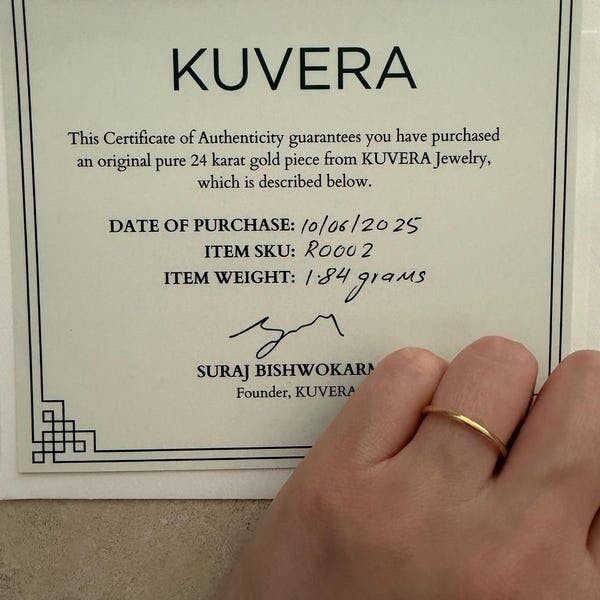 KUVERA
This Certificate of Authenticity guarantees you have purchased
an original pure 24 karat gold piece from KUVERA Jewelry,
which is described below.
DATE OF PURCHASE: 10/06/2025
ITEM SKU: R0002
ITEM WEIGHT: 1.84 grams
SURAJ BISHWOKARM
Founder, KUVERA